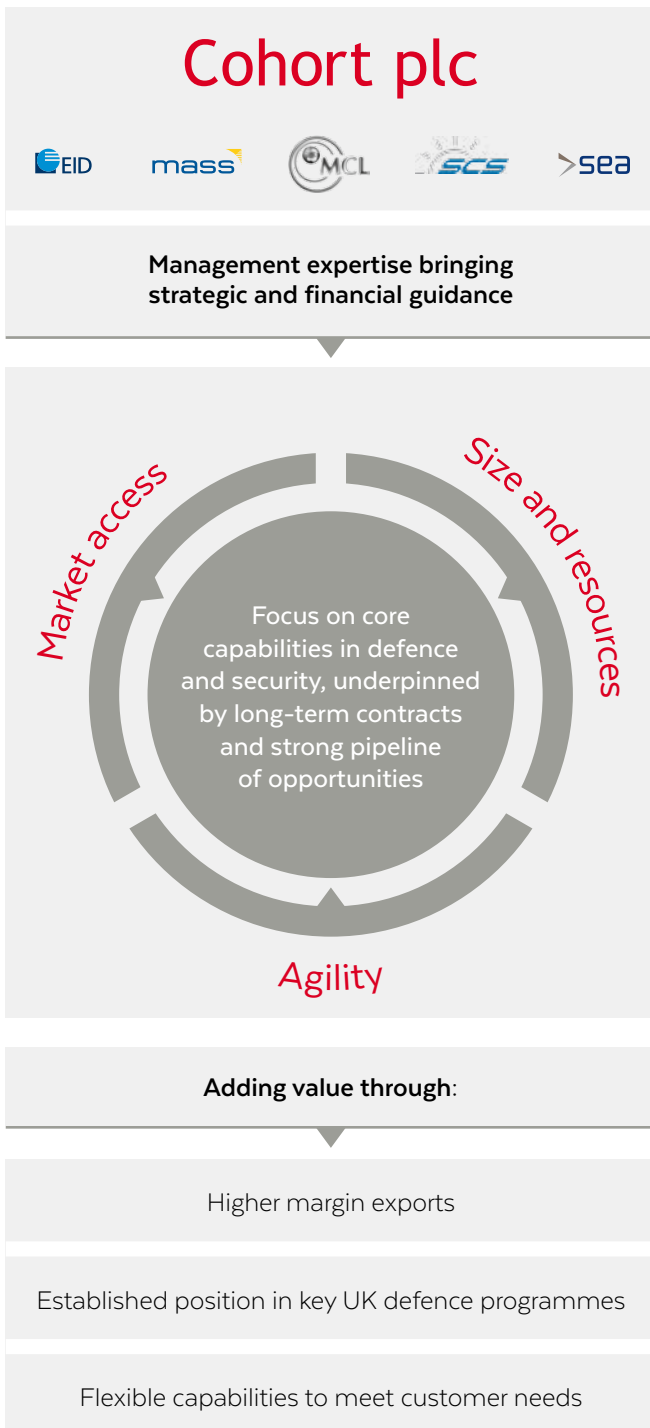 Cohort plc
EID
mass
MCL
SCS
sea
Management expertise bringing
strategic and financial guidance
Market access
Size and resources
Focus on core
capabilities in defence
and security, underpinned
by long-term contracts
and strong pipeline
of opportunities
Agility
Adding value through:
Higher margin exports
Established position in key UK defence programmes
Flexible capabilities to meet customer needs